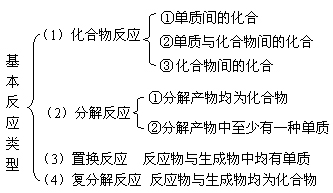 基本反应类型
（1）化合物反应
①单质间的化合
②单质与化合物间的化合
③化合物间的化合
（2）分解反应
①分解产物均为化合物
②分解产物中至少有一种单质
（3）置换反应 反应物与生成物中均有单质
（4）复分解反应 反应物与生成物均为化合物